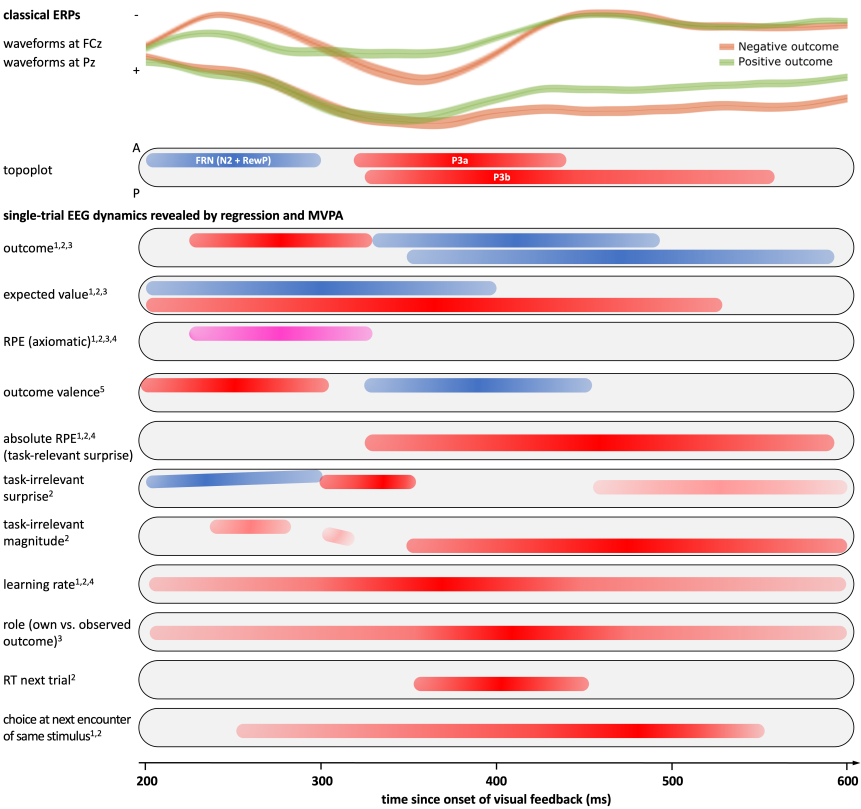 classical ERPs
-
waveforms at FCz
waveforms at Pz
+
Negative outcome
Positive outcome
A
FRN (N2 + RewP)
P3a
topoplot
P3b
P
single-trial EEG dynamics revealed by regression and MVPA
outcome1,2,3
expected value1,2,3
RPE (axiomatic)1,2,3,4
outcome valence5
absolute RPE1,2,4
(task-relevant surprise)
task-irrelevant
surprise2
task-irrelevant
magnitude2
learning rate1,2,4
role (own vs. observed
outcome)3
RT next trial2
choice at next encounter
of same stimulus1,2
200 300 400 500 600
time since onset of visual feedback (ms)